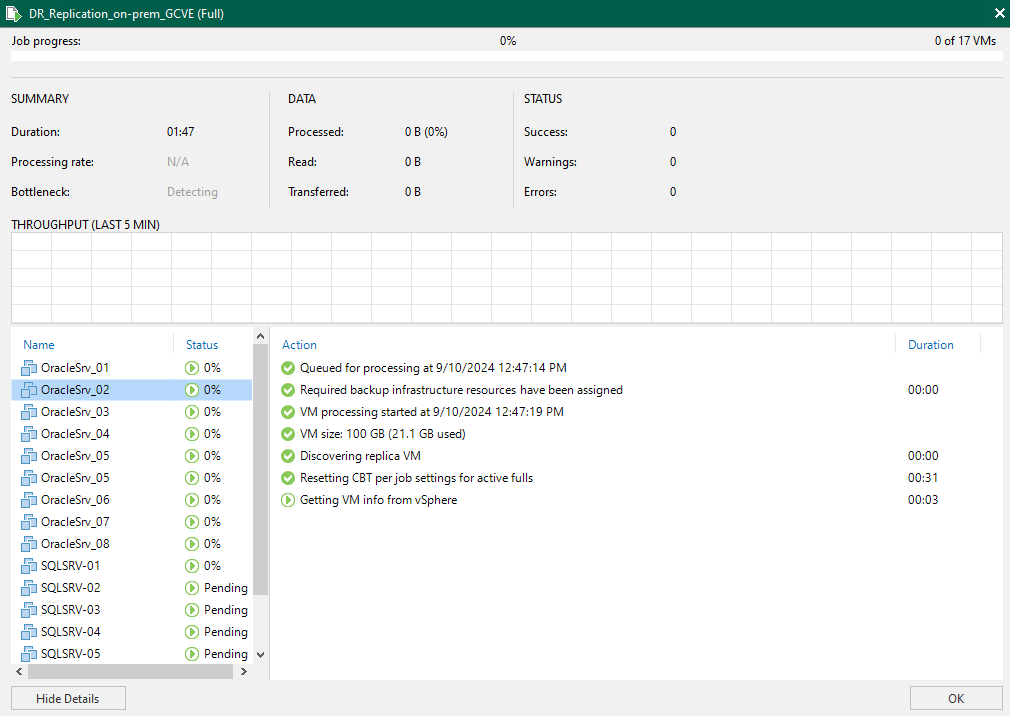 DR_Replication_on-prem_GCVE (Full)
Job progress: 0% 0 of 17 VMs
SUMMARY DATA STATUS
Duration: 01:47 Processed: 0 B (0%) Success: 0
Processing rate: N/A Read: 0 B Warnings: 0
Bottleneck: Detecting Transferred: 0 B Errors: 0
THROUGHPUT (LAST 5 MIN)
Name Status Action Duration
OracleSrv_01 0% Queued for processing at 9/10/2024 12:47:14 PM
OracleSrv_02 0% Required backup infrastructure resources have been assigned 00:00
OracleSrv_03 0% VM processing started at 9/10/2024 12:47:19 PM
OracleSrv_04 0% VM size: 100 GB (21.1 GB used)
OracleSrv_05 0% Discovering replica VM 00:00
OracleSrv_05 0% Resetting CBT per job settings for active fulls 00:31
OracleSrv_06 0% Getting VM info from vSphere 00:03
OracleSrv_07 0%
OracleSrv_08 0%
SQLSRV-01 0%
SQLSRV-02 Pending
SQLSRV-03 Pending
SQLSRV-04 Pending
SQLSRV-05 Pending
Hide Details OK